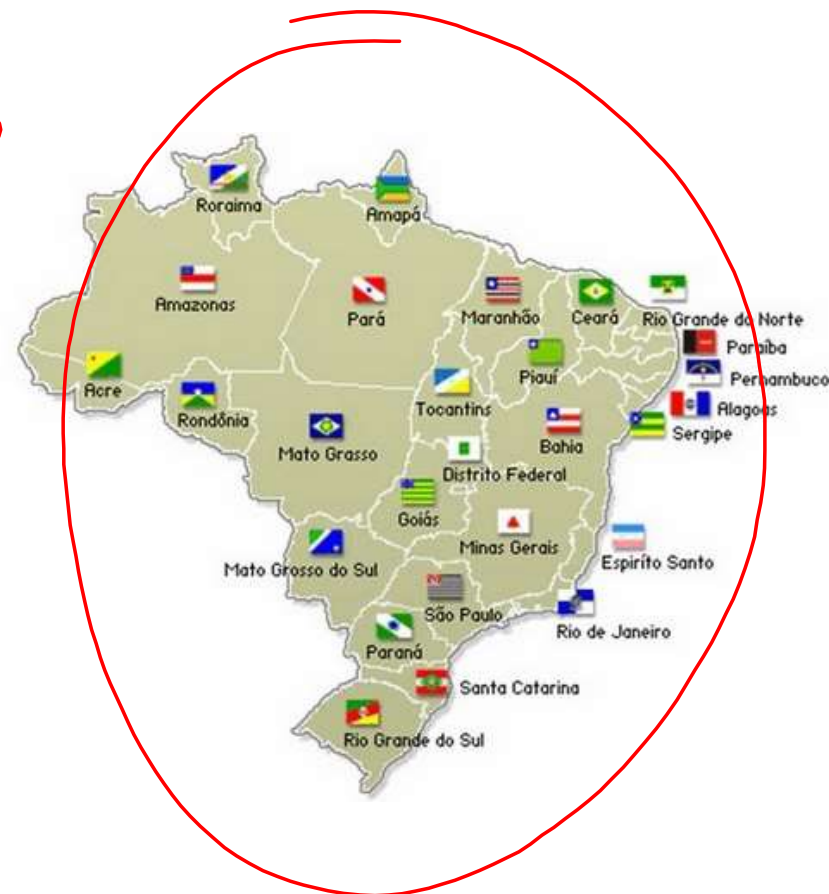 Roraima
Amapá
Amazonas
Pará
Maranhão
Ceará
Rio Grande do Norte
Paraíba
Piauí
Pernambuco
Acre
Rondônia
Tocantins
Alagoas
Sergipe
Mato Grasso
Bahia
Distrito Federal
Goiás
Minas Gerais
Espiríto Santo
Mato Grosso do Sul
São Paulo
Rio de Janeiro
Paraná
Santa Catarina
Rio Grande do Sul